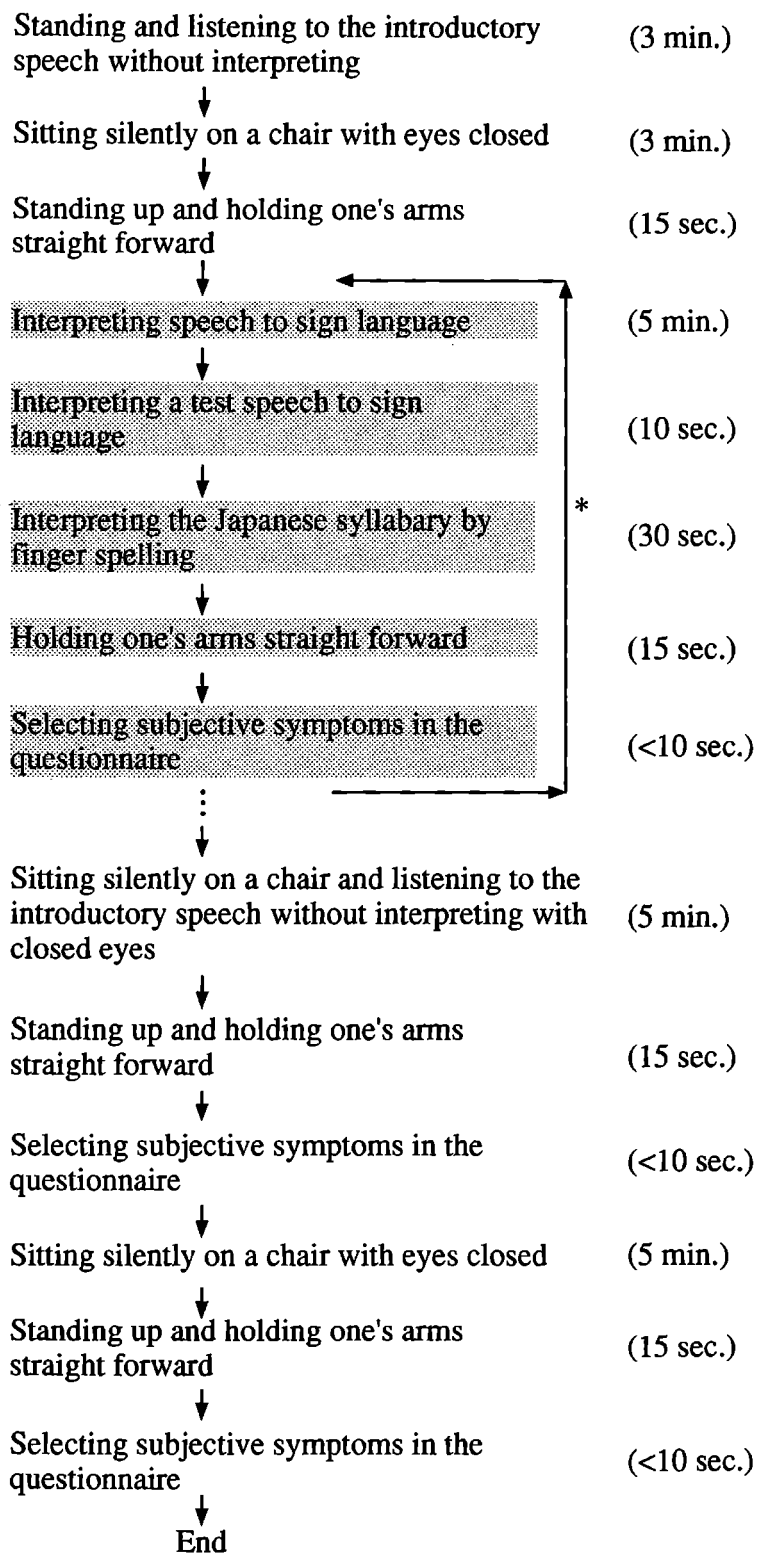 Standing and listening to the introductory (3 min.)
speech without interpreting
Sitting silently on a chair with eyes closed (3 min.)
Standing up and holding one's arms (15 sec.)
straight forward
Interpreting speech to sign language (5 min.)
Interpreting a test speech to sign (10 sec.)
language
*
Interpreting the Japanese syllabary by (30 sec.)
finger spelling
Holding one's arms straight forward (15 sec.)
Selecting subjective symptoms in the (<10 sec.)
questionnaire
Sitting silently on a chair and listening to the
introductory speech without interpreting with (5 min.)
closed eyes
Standing up and holding one's arms (15 sec.)
straight forward
Selecting subjective symptoms in the (<10 sec.)
questionnaire
Sitting silently on a chair with eyes closed (5 min.)
Standing up and holding one's arms (15 sec.)
straight forward
Selecting subjective symptoms in the (<10 sec.)
questionnaire
End